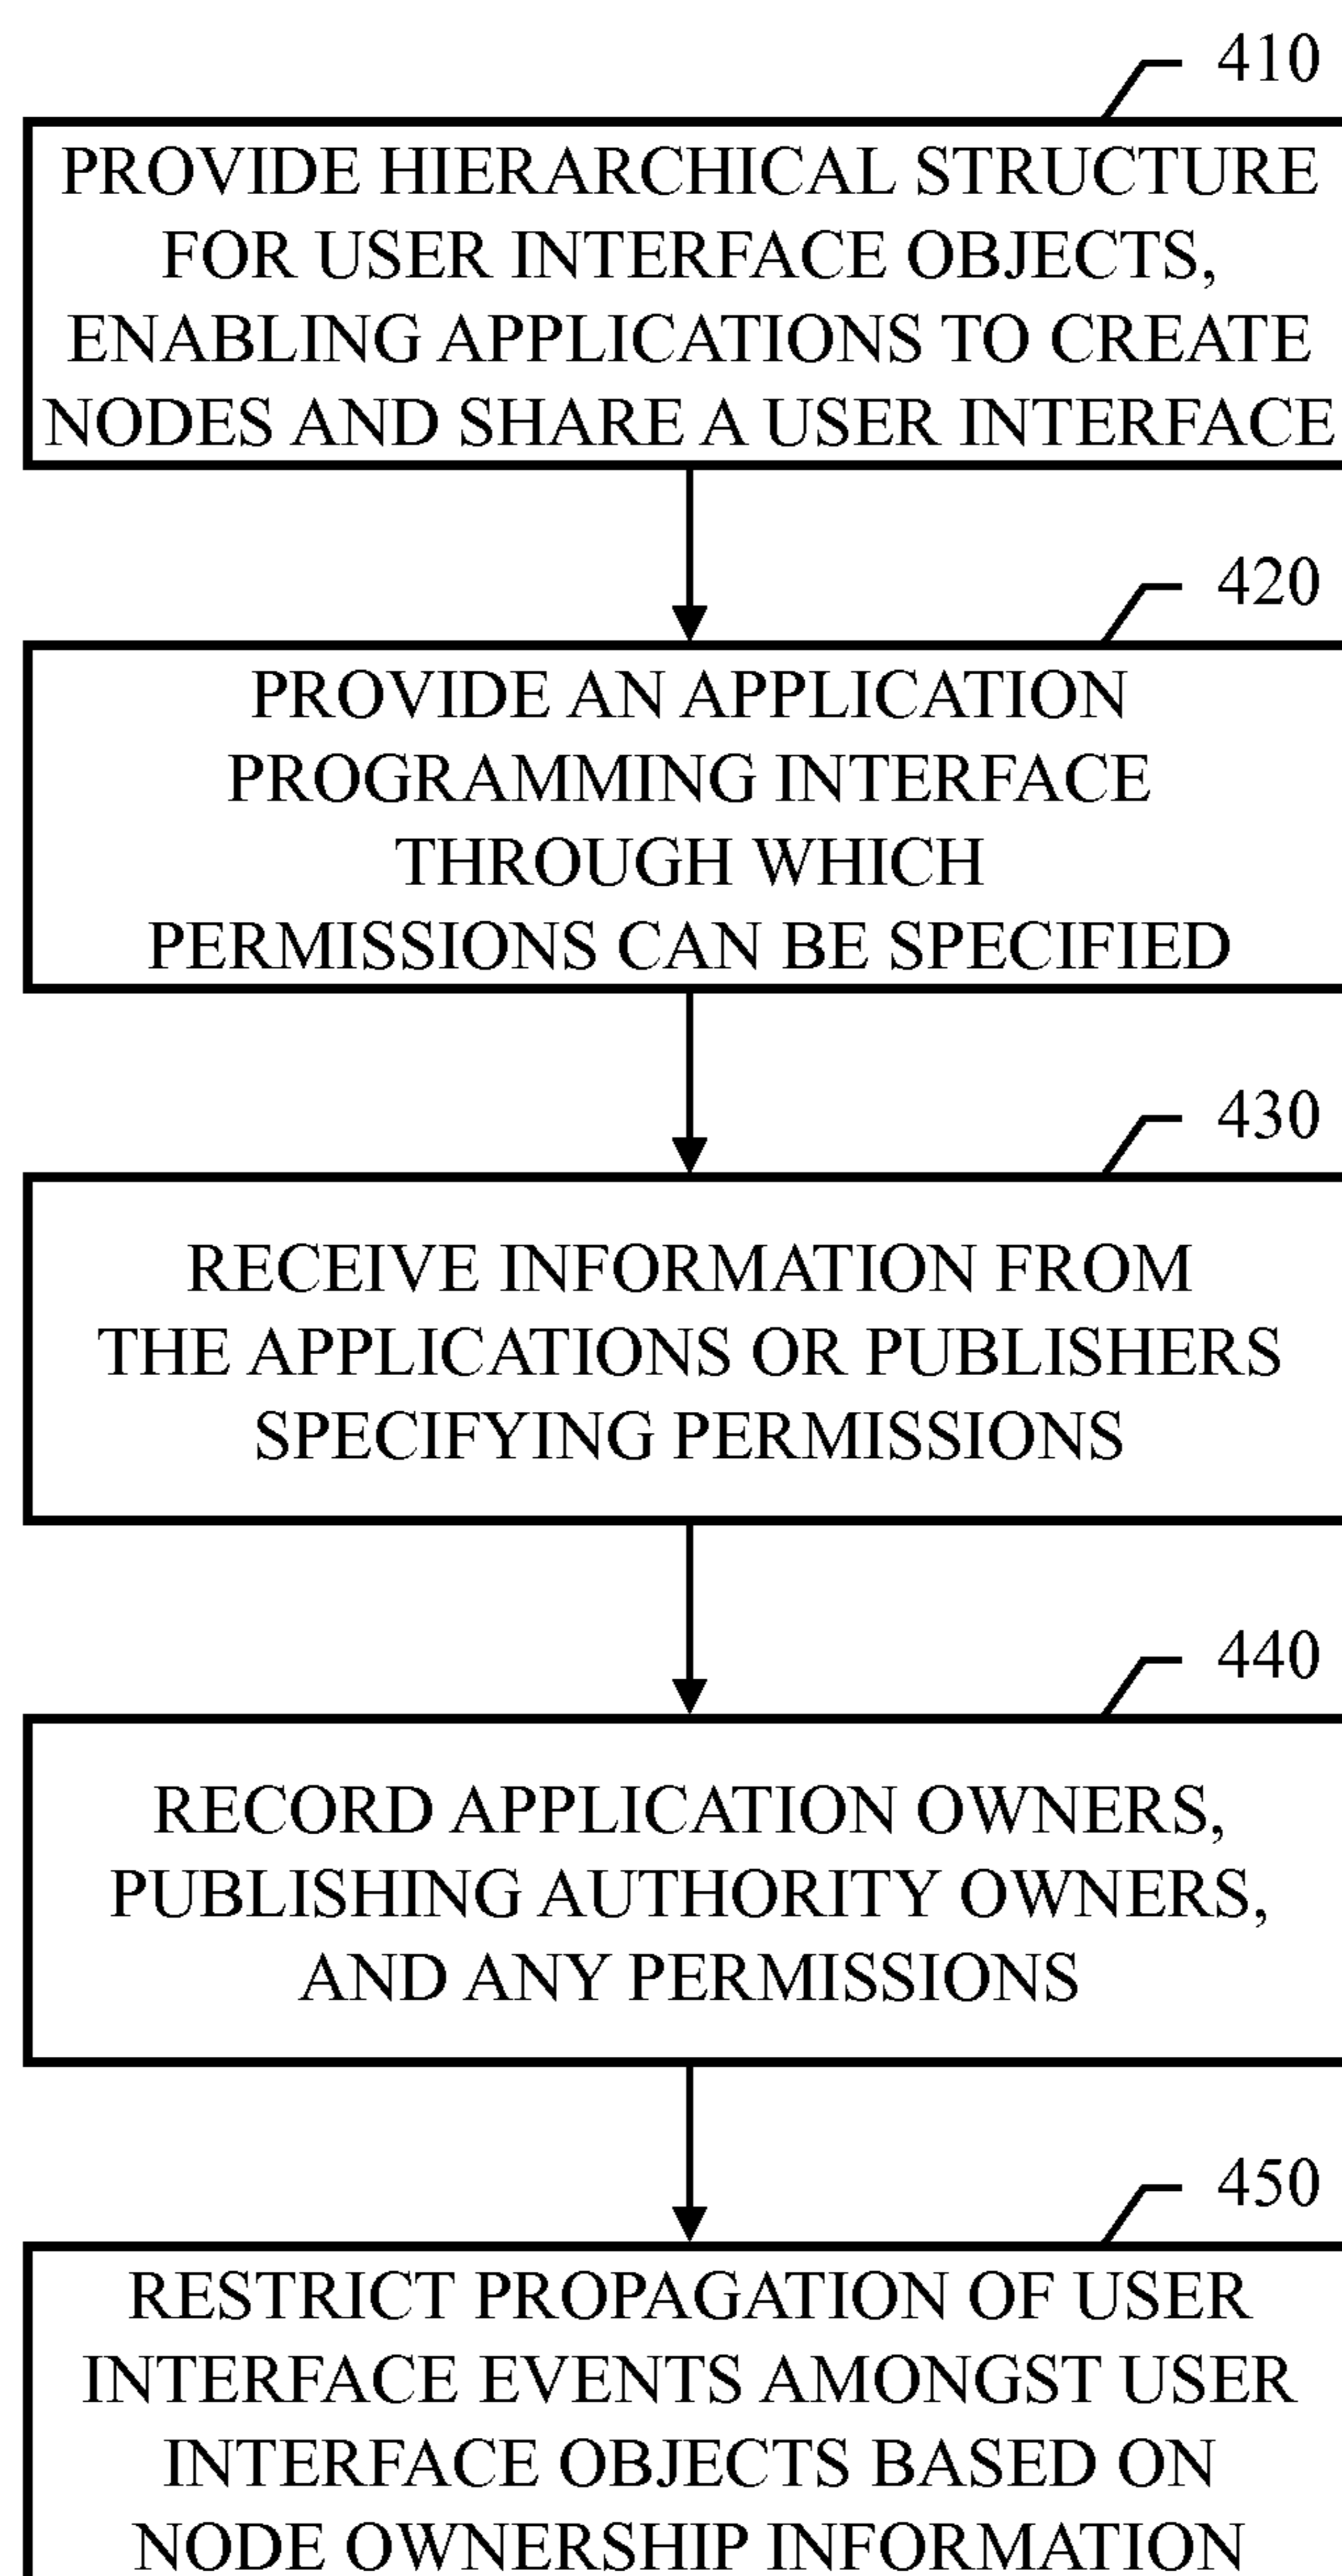 410
PROVIDE HIERARCHICAL STRUCTURE
FOR USER INTERFACE OBJECTS,
ENABLING APPLICATIONS TO CREATE
NODES AND SHARE A USER INTERFACE
420
PROVIDE AN APPLICATION
PROGRAMMING INTERFACE
THROUGH WHICH
PERMISSIONS CAN BE SPECIFIED
430
RECEIVE INFORMATION FROM
THE APPLICATIONS OR PUBLISHERS
SPECIFYING PERMISSIONS
440
RECORD APPLICATION OWNERS,
PUBLISHING AUTHORITY OWNERS,
AND ANY PERMISSIONS
450
RESTRICT PROPAGATION OF USER
INTERFACE EVENTS AMONGST USER
INTERFACE OBJECTS BASED ON
NODE OWNERSHIP INFORMATION